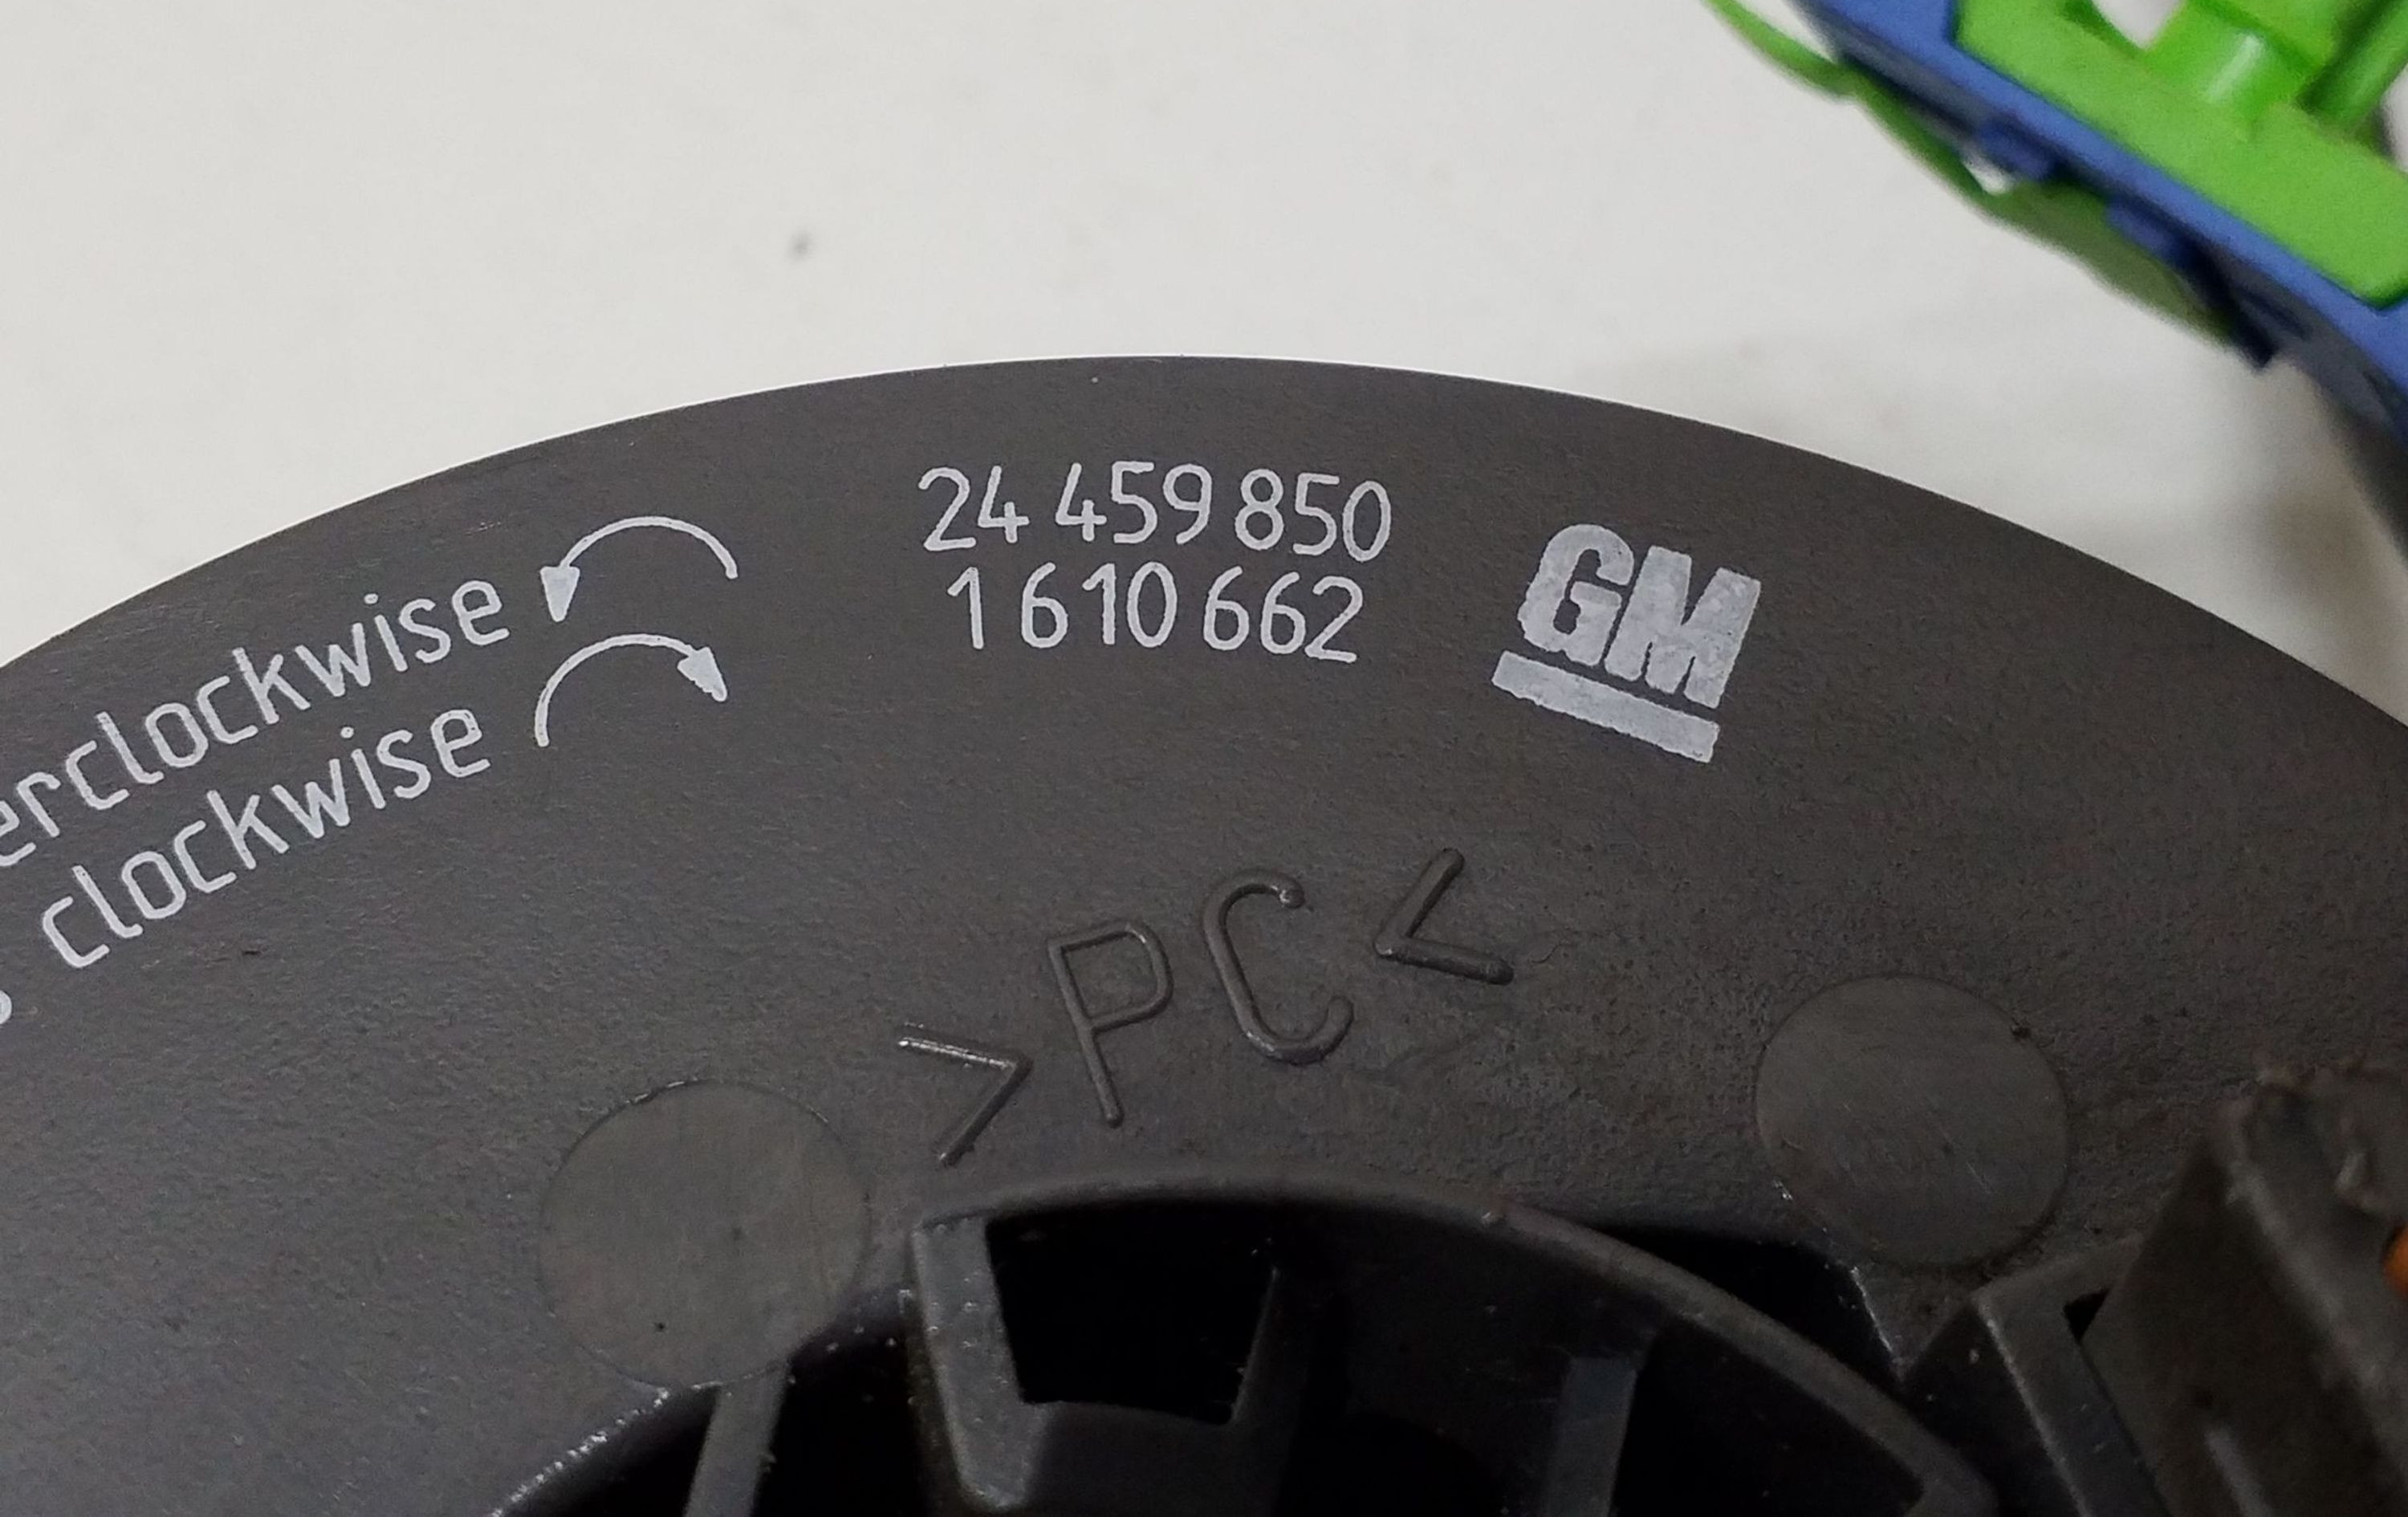 erclockwise
clockwise
24 459 850
1 610 662
GM
>PC<